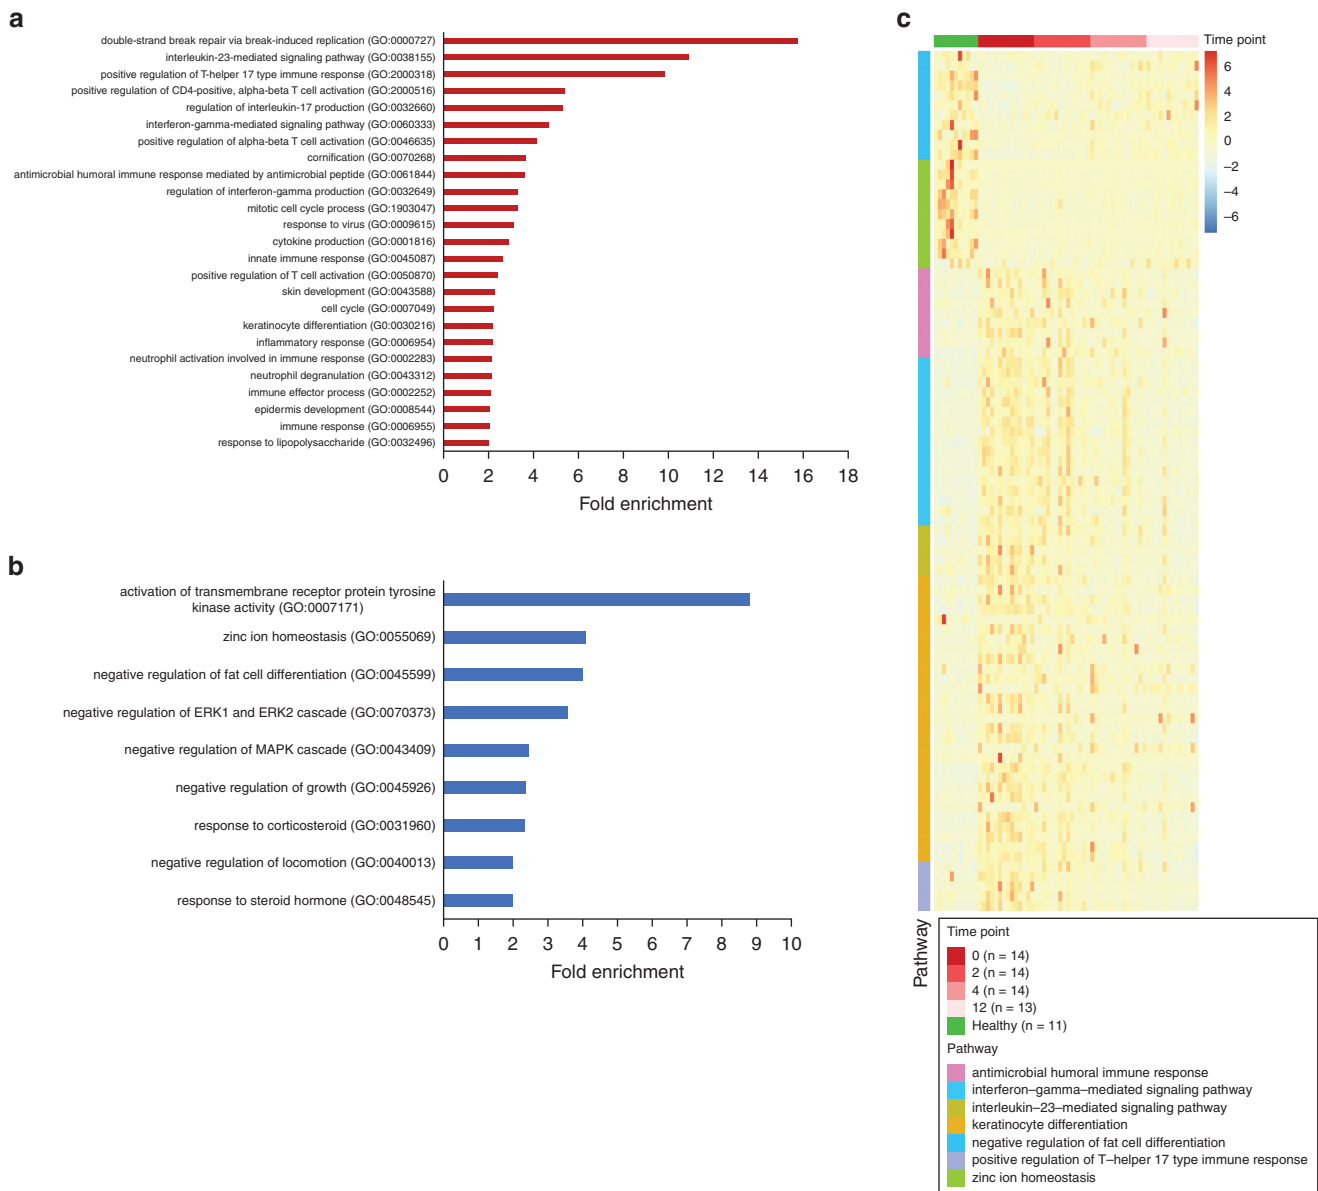 a
double-strand break repair via break-induced replication (GO:0000727)
interleukin-23-mediated signaling pathway (GO:0038155)
positive regulation of T-helper 17 type immune response (GO:2000318)
positive regulation of CD4-positive, alpha-beta T cell activation (GO:2000516)
regulation of interleukin-17 production (GO:0032660)
interferon-gamma-mediated signaling pathway (GO:0060333)
positive regulation of alpha-beta T cell activation (GO:0046635)
cornification (GO:0070268)
antimicrobial humoral immune response mediated by antimicrobial peptide (GO:0061844)
regulation of interferon-gamma production (GO:0032649)
mitotic cell cycle process (GO:1903047)
response to virus (GO:0009615)
cytokine production (GO:0001816)
innate immune response (GO:0045087)
positive regulation of T cell activation (GO:0050870)
skin development (GO:0043588)
cell cycle (GO:0007049)
keratinocyte differentiation (G0:0030216)
inflammatory response (GO:0006954)
neutrophil activation involved in immune response (GO:0002283)
neutrophil degranulation (GO:0043312)
immune effector process (GO:0002252)
epidermis development (GO:0008544)
immune response (GO:0006955)
response to lipopolysaccharide (GO:0032496)
0 2 4 6 8 10 12 14 16 18
Fold enrichment
b
activation of transmembrane receptor protein tyrosine
kinase activity (GO:0007171)
zinc ion homeostasis (GO:0055069)
negative regulation of fat cell differentiation (GO:0045599)
negative regulation of ERK1 and ERK2 cascade (GO:0070373)
negative regulation of MAPK cascade (GO:0043409)
negative regulation of growth (GO:0045926)
response to corticosteroid (GO:0031960)
negative regulation of locomotion (GO:0040013)
response to steroid hormone (GO:0048545)
0 1 2 3 4 5 6 7 8 9 10
Fold enrichment
c
Time point
6
4
2
0
−2
−4
−6
Pathway
Time point
0 (n = 14)
2 (n = 14)
4 (n = 14)
12 (n = 13)
Healthy (n = 11)
Pathway
antimicrobial humoral immune response
interferon–gamma–mediated signaling pathway
interleukin–23–mediated signaling pathway
keratinocyte differentiation
negative regulation of fat cell differentiation
positive regulation of T–helper 17 type immune response
zinc ion homeostasis